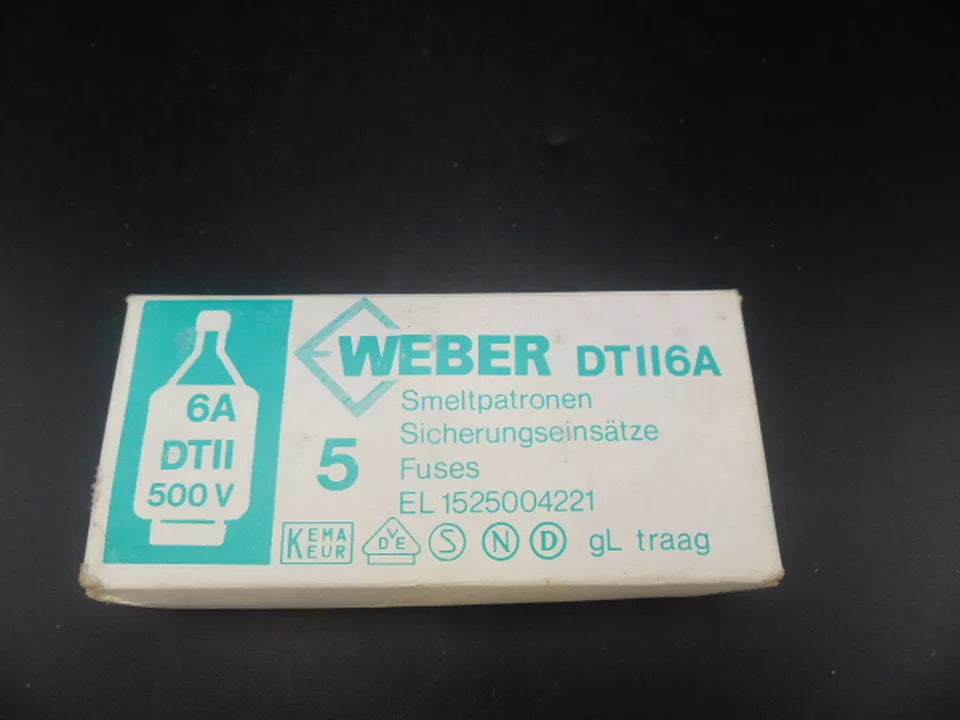 6A
DTII
500 V
WEBER DTII6A
5
Smeltpatronen
Sicherungseinsätze
Fuses
EL 1525004221
KEMA
KEUR
VDE
S
N
D
gL traag